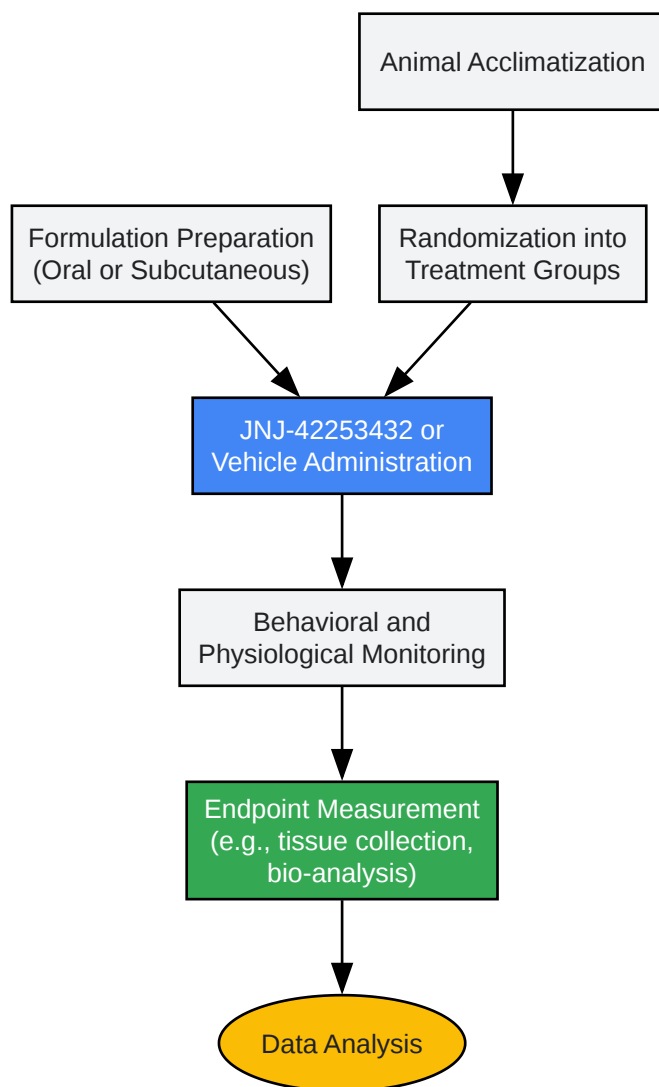 Animal Acclimatization
Formulation Preparation
(Oral or Subcutaneous)
Randomization into
Treatment Groups
JNJ-42253432 or
Vehicle Administration
Behavioral and
Physiological Monitoring
Endpoint Measurement
(e.g., tissue collection,
bio-analysis)
Data Analysis